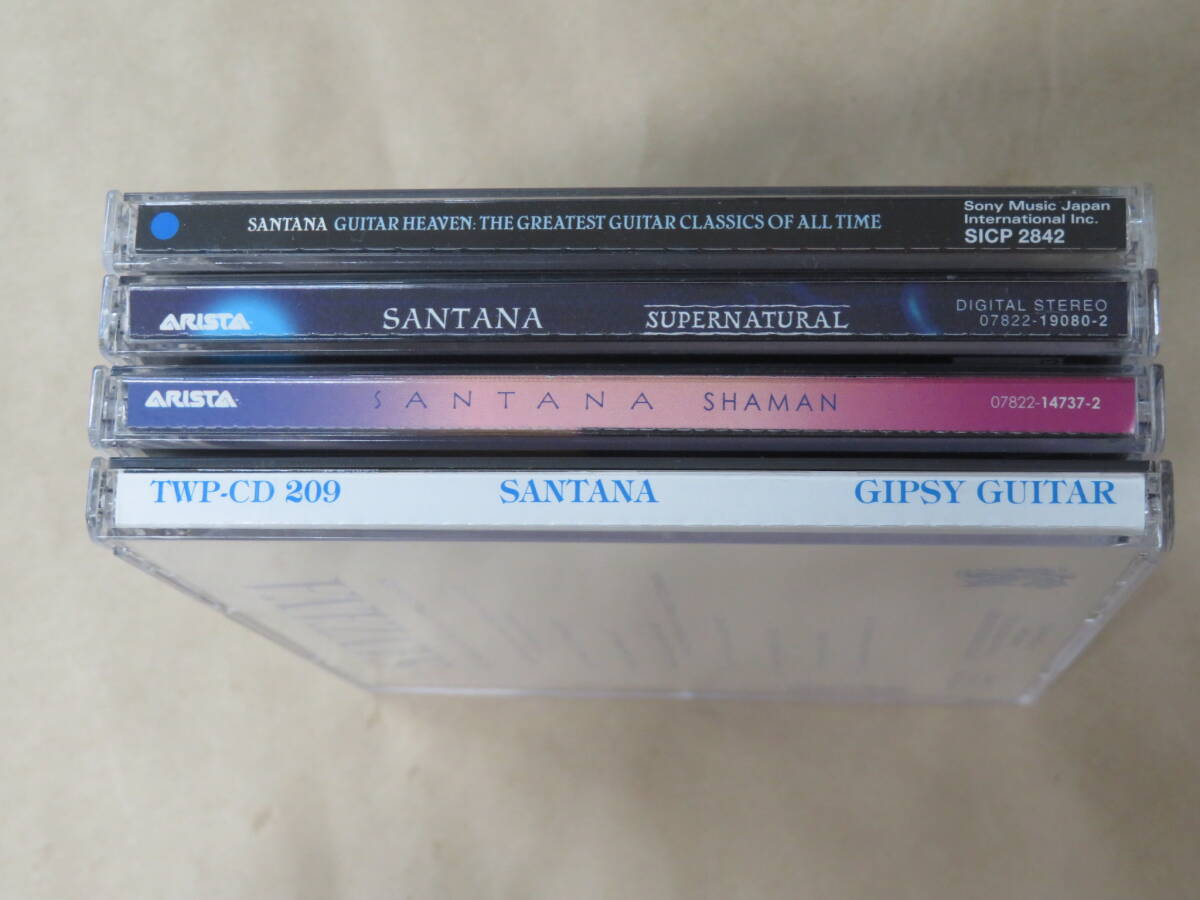 SANTANA GUITAR HEAVEN: THE GREATEST GUITAR CLASSICS OF ALL TIME
Sony Music Japan
International Inc.
SICP 2842
ARISTA
SANTANA
SUPERNATURAL
DIGITAL STEREO
07822-19080-2
ARISTA
SANTANA SHAMAN
07822-14737-2
TWP-CD 209
SANTANA
GIPSY GUITAR